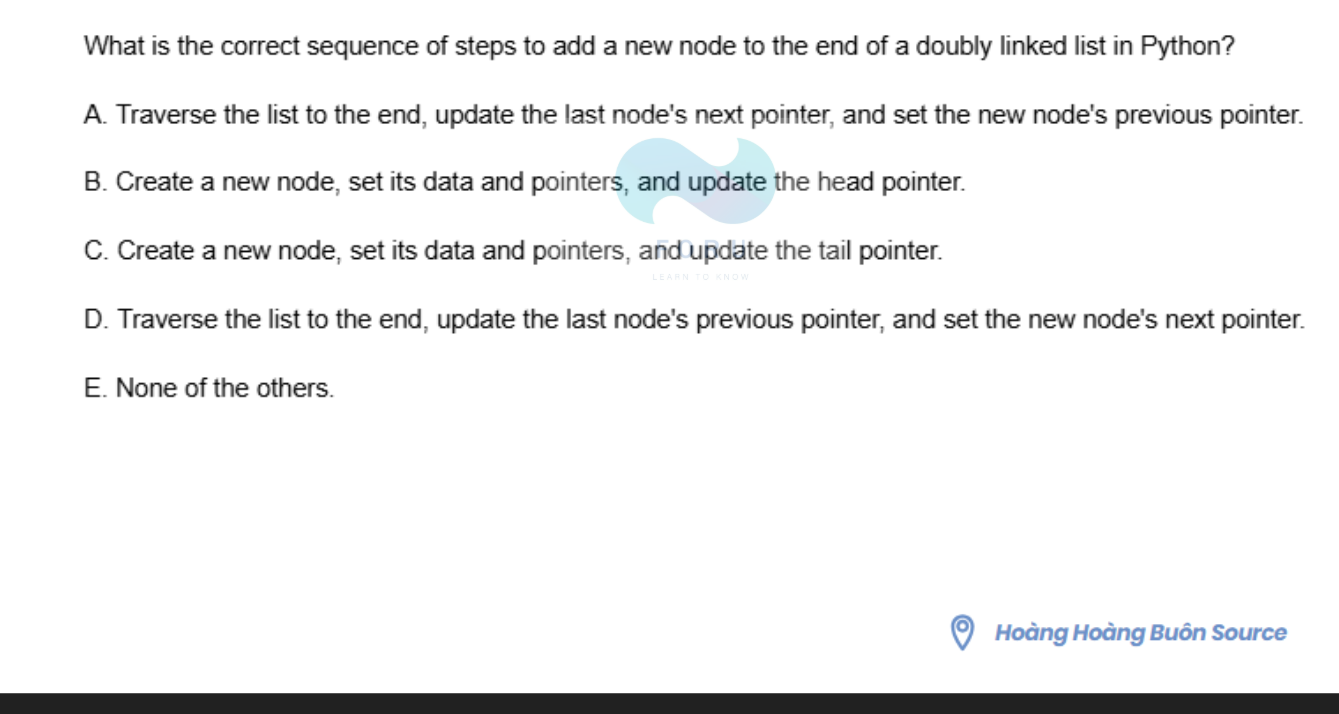 What is the correct sequence of steps to add a new node to the end of a doubly linked list in Python?
A. Traverse the list to the end, update the last node's next pointer, and set the new node's previous pointer.
B. Create a new node, set its data and pointers, and update the head pointer.
C. Create a new node, set its data and pointers, and update the tail pointer.
LEARN TO KNOW
D. Traverse the list to the end, update the last node's previous pointer, and set the new node's next pointer.
E. None of the others.
Hoàng Hoàng Buôn Source